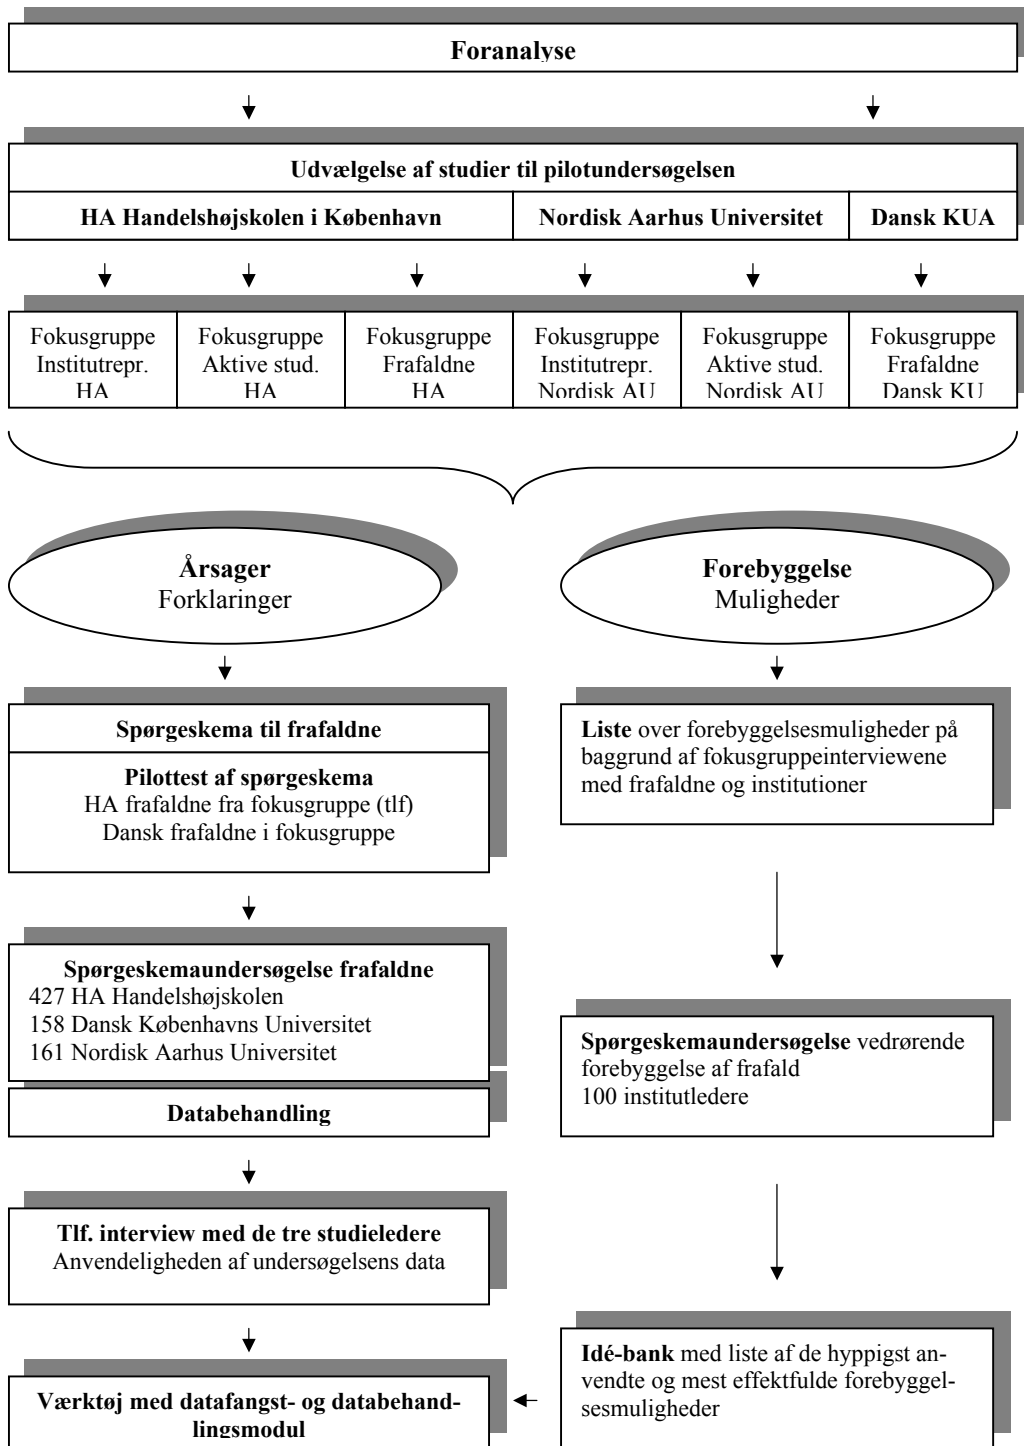 Foranalyse
Udvælgelse af studier til pilotundersøgelsen
HA Handelshøjskolen i København
Nordisk Aarhus Universitet
Dansk KUA
Fokusgruppe
Institutrepr.
HA
Fokusgruppe
Aktive stud.
HA
Fokusgruppe
Frafaldne
HA
Fokusgruppe
Institutrepr.
Nordisk AU
Fokusgruppe
Aktive stud.
Nordisk AU
Fokusgruppe
Frafaldne
Dansk KU
Årsager
Forklaringer
Forebyggelse
Muligheder
Spørgeskema til frafaldne
Pilottest af spørgeskema
HA frafaldne fra fokusgruppe (tlf)
Dansk frafaldne i fokusgruppe
Liste over forebyggelsesmuligheder på
baggrund af fokusgruppeinterviewene
med frafaldne og institutioner
Spørgeskemaundersøgelse frafaldne
427 HA Handelshøjskolen
158 Dansk Københavns Universitet
161 Nordisk Aarhus Universitet
Databehandling
Spørgeskemaundersøgelse vedrørende
forebyggelse af frafald
100 institutledere
Tlf. interview med de tre studieledere
Anvendeligheden af undersøgelsens data
Værktøj med datafangst- og databehand-
lingsmodul
Idé-bank med liste af de hyppigst an-
vendte og mest effektfulde forebyggel-
sesmuligheder